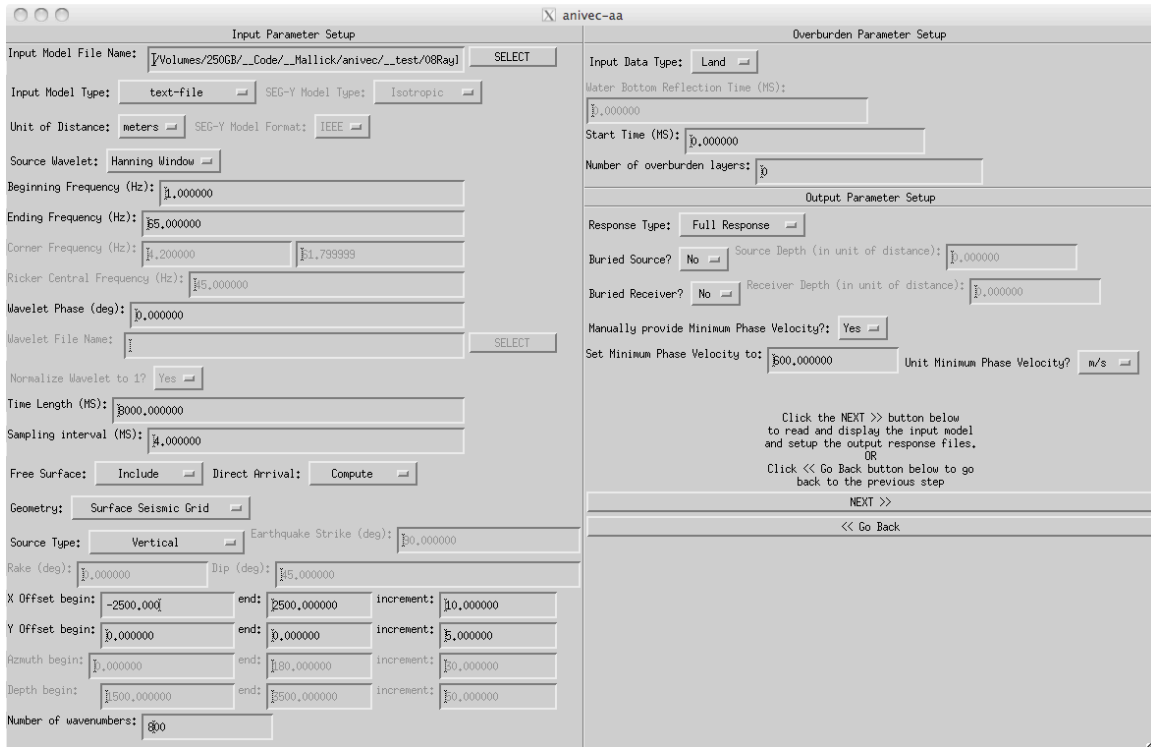 anivec-aa
Input Parameter Setup
Input Model File Name: /Volumes/250GB/__Code/__Mallick/anivec/__test/08Rayl SELECT
Input Model Type: text-file SEG-Y Model Type: Isotropic
Unit of Distance: meters SEG-Y Model Format: IEEE
Source Wavelet: Hanning Window
Beginning Frequency (Hz): 1.000000
Ending Frequency (Hz): 65.000000
Corner Frequency (Hz): 4.200000 61.799999
Ricker Central Frequency (Hz): 45.000000
Wavelet Phase (deg): 0.000000
Wavelet File Name: SELECT
Normalize Wavelet to 1? Yes
Time Length (MS): 8000.000000
Sampling interval (MS): 4.000000
Free Surface: Include Direct Arrival: Compute
Geometry: Surface Seismic Grid
Source Type: Vertical Earthquake Strike (deg): 90.000000
Rake (deg): 0.000000 Dip (deg): 45.000000
X Offset begin: -2500.000 end: 2500.000000 increment: 10.000000
Y Offset begin: 0.000000 end: 0.000000 increment: 5.000000
Azmuth begin: 0.000000 end: 180.000000 increment: 30.000000
Depth begin: 1500.000000 end: 3500.000000 increment: 50.000000
Number of wavenumbers: 800
Overburden Parameter Setup
Input Data Type: Land
Water Bottom Reflection Time (MS):
0.000000
Start Time (MS): 0.000000
Number of overburden layers: 0
Output Parameter Setup
Response Type: Full Response
Buried Source? No Source Depth (in unit of distance): 0.000000
Buried Receiver? No Receiver Depth (in unit of distance): 0.000000
Manually provide Minimum Phase Velocity?: Yes
Set Minimum Phase Velocity to: 600.000000 Unit Minimum Phase Velocity? m/s
Click the NEXT >> button below
to read and display the input model
and setup the output response files.
OR
Click << Go Back button below to go
back to the previous step
NEXT >>
<< Go Back